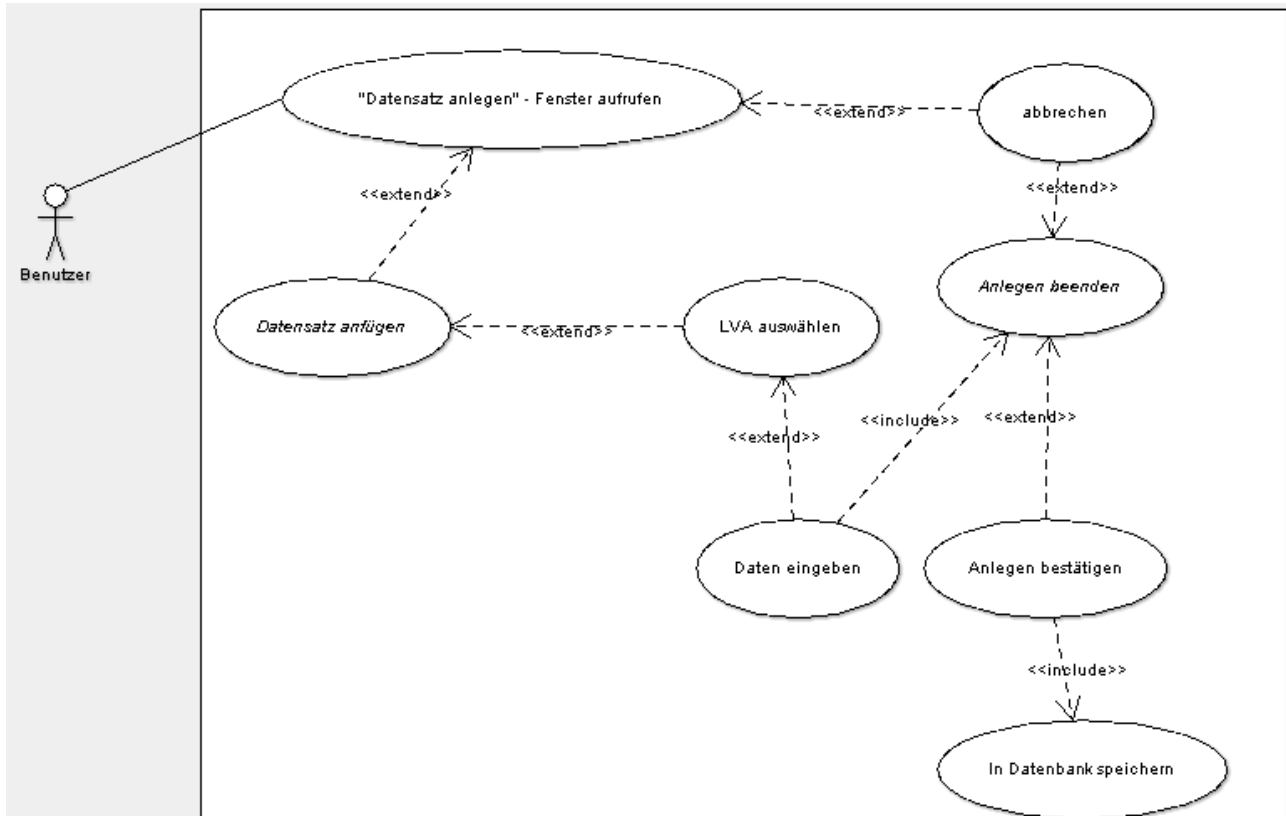 "Datensatz anlegen" - Fenster aufrufen
<<extend>>
abbrechen
<<extend>>
<<extend>>
Benutzer
Anlegen beenden
Datensatz anfügen
<<extend>>
LVA auswählen
<<include>>
<<extend>>
<<extend>>
Daten eingeben
Anlegen bestätigen
<<include>>
In Datenbank speichern